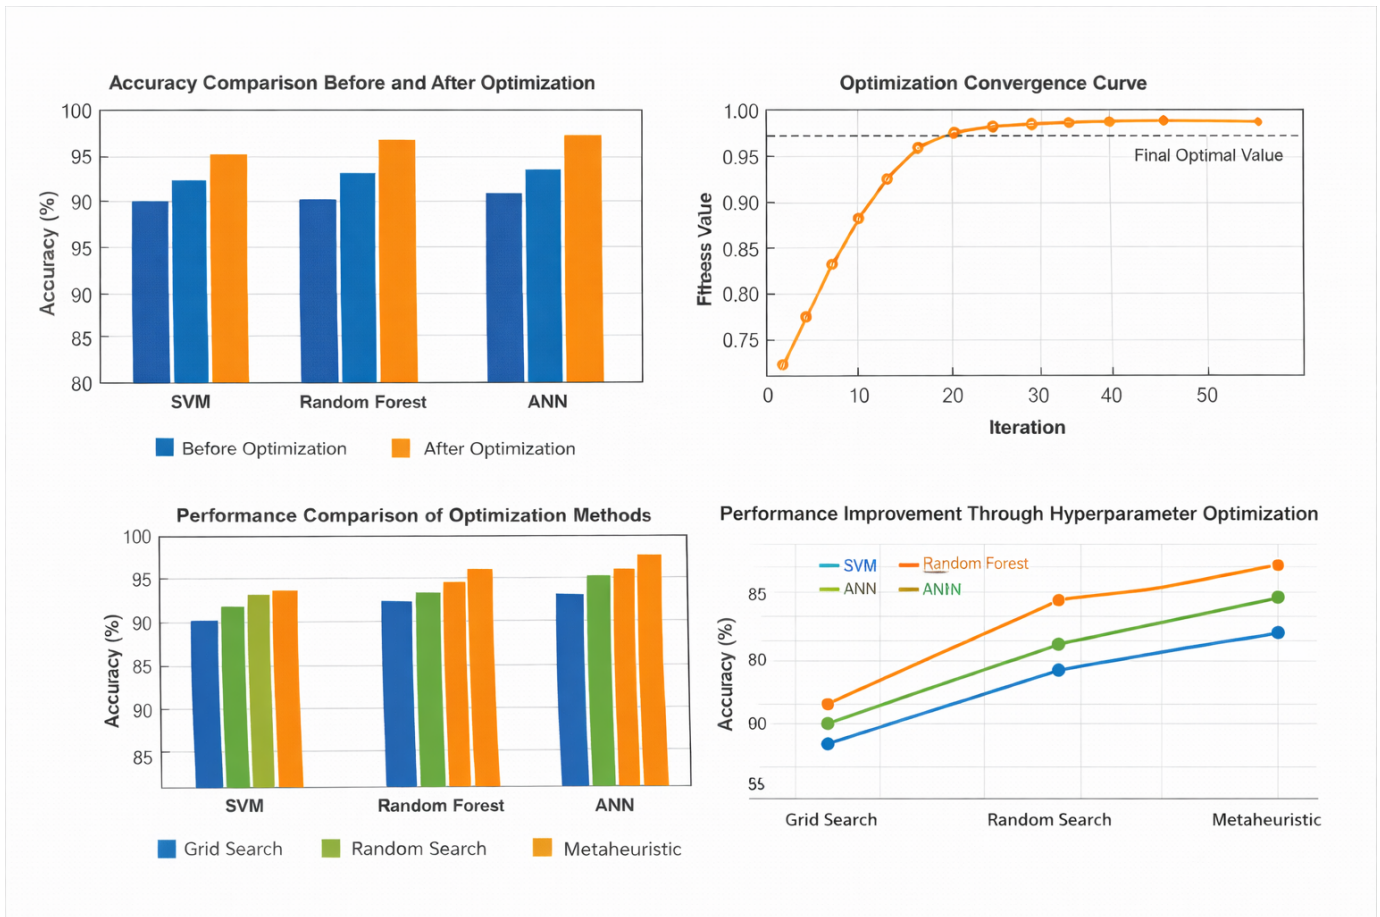 Accuracy Comparison Before and After Optimization
100
95
90
95
90
85
80
Accuracy (%)
SVM
Random Forest
ANN
Before Optimization
After Optimization
Optimization Convergence Curve
1.00
0.95
0.90
0.85
0.80
0.75
Final Optimal Value
0
10
20
30
40
50
Iteration
Performance Comparison of Optimization Methods
100
95
90
85
90
85
Accuracy (%)
SVM
Random Forest
ANN
Grid Search
Random Search
Metaheuristic
Performance Improvement Through Hyperparameter Optimization
SVM
Random Forest
ANN
85
80
90
Accuracy (%)
Grid Search
Random Search
Metaheuristic